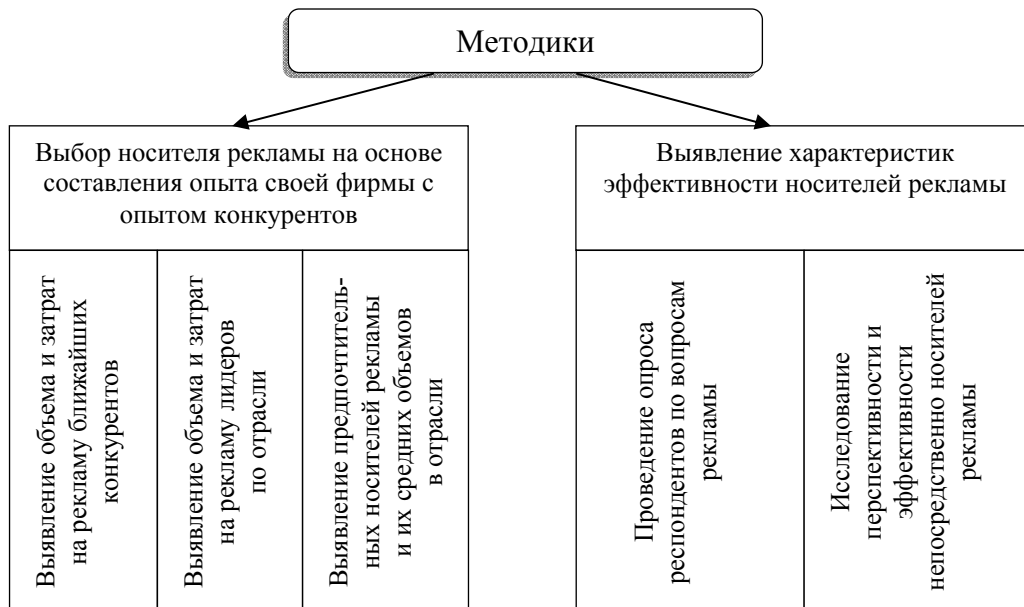 Методики
Выбор носителя рекламы на основе
составления опыта своей фирмы с
опытом конкурентов
Выявление характеристик
эффективности носителей рекламы
Выявление объема и затрат
на рекламу ближайших
конкурентов
Выявление объема и затрат
на рекламу лидеров
по отрасли
Выявление предпочтитель-
ных носителей рекламы
и их средних объемов
в отрасли
Проведение опроса
респондентов по вопросам
рекламы
Исследование
перспективности и
эффективности
непосредственно носителей
рекламы